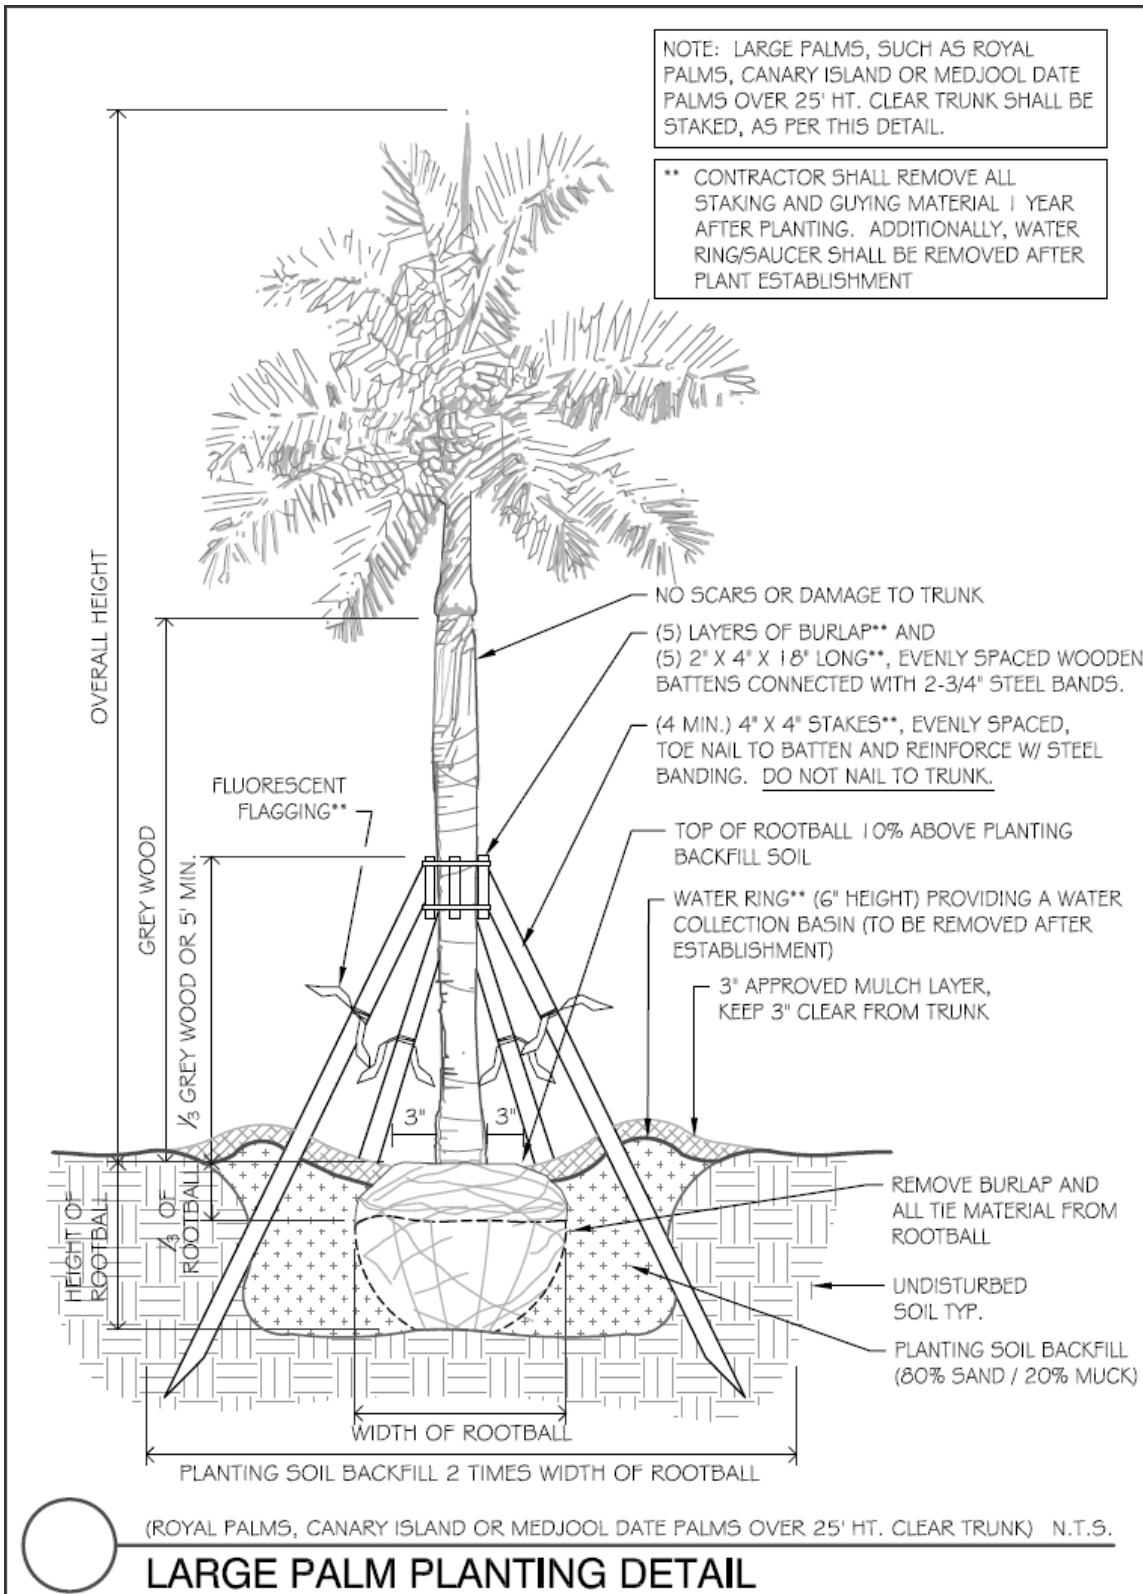 NOTE: LARGE PALMS, SUCH AS ROYAL
PALMS, CANARY ISLAND OR MEDJOOL DATE
PALMS OVER 25' HT. CLEAR TRUNK SHALL BE
STAKED, AS PER THIS DETAIL.
** CONTRACTOR SHALL REMOVE ALL
STAKING AND GUYING MATERIAL 1 YEAR
AFTER PLANTING. ADDITIONALLY, WATER
RING/SAUCER SHALL BE REMOVED AFTER
PLANT ESTABLISHMENT
OVERALL HEIGHT
GREY WOOD
1/3 GREY WOOD OR 5' MIN.
FLUORESCENT
FLAGGING**
NO SCARS OR DAMAGE TO TRUNK
(5) LAYERS OF BURLAP** AND
(5) 2" X 4" X 18" LONG**, EVENLY SPACED WOODEN
BATTENS CONNECTED WITH 2-3/4" STEEL BANDS.
(4 MIN.) 4" X 4" STAKES**, EVENLY SPACED,
TOE NAIL TO BATTEN AND REINFORCE W/ STEEL
BANDING. DO NOT NAIL TO TRUNK.
TOP OF ROOTBALL 10% ABOVE PLANTING
BACKFILL SOIL
WATER RING** (6" HEIGHT) PROVIDING A WATER
COLLECTION BASIN (TO BE REMOVED AFTER
ESTABLISHMENT)
3" APPROVED MULCH LAYER,
KEEP 3" CLEAR FROM TRUNK
3" 3"
HEIGHT OF
ROOTBALL
1/3 OF
ROOTBALL
REMOVE BURLAP AND
ALL TIE MATERIAL FROM
ROOTBALL
UNDISTURBED
SOIL TYP.
PLANTING SOIL BACKFILL
(80% SAND / 20% MUCK)
WIDTH OF ROOTBALL
PLANTING SOIL BACKFILL 2 TIMES WIDTH OF ROOTBALL
(ROYAL PALMS, CANARY ISLAND OR MEDJOOL DATE PALMS OVER 25' HT. CLEAR TRUNK) N.T.S.
LARGE PALM PLANTING DETAIL